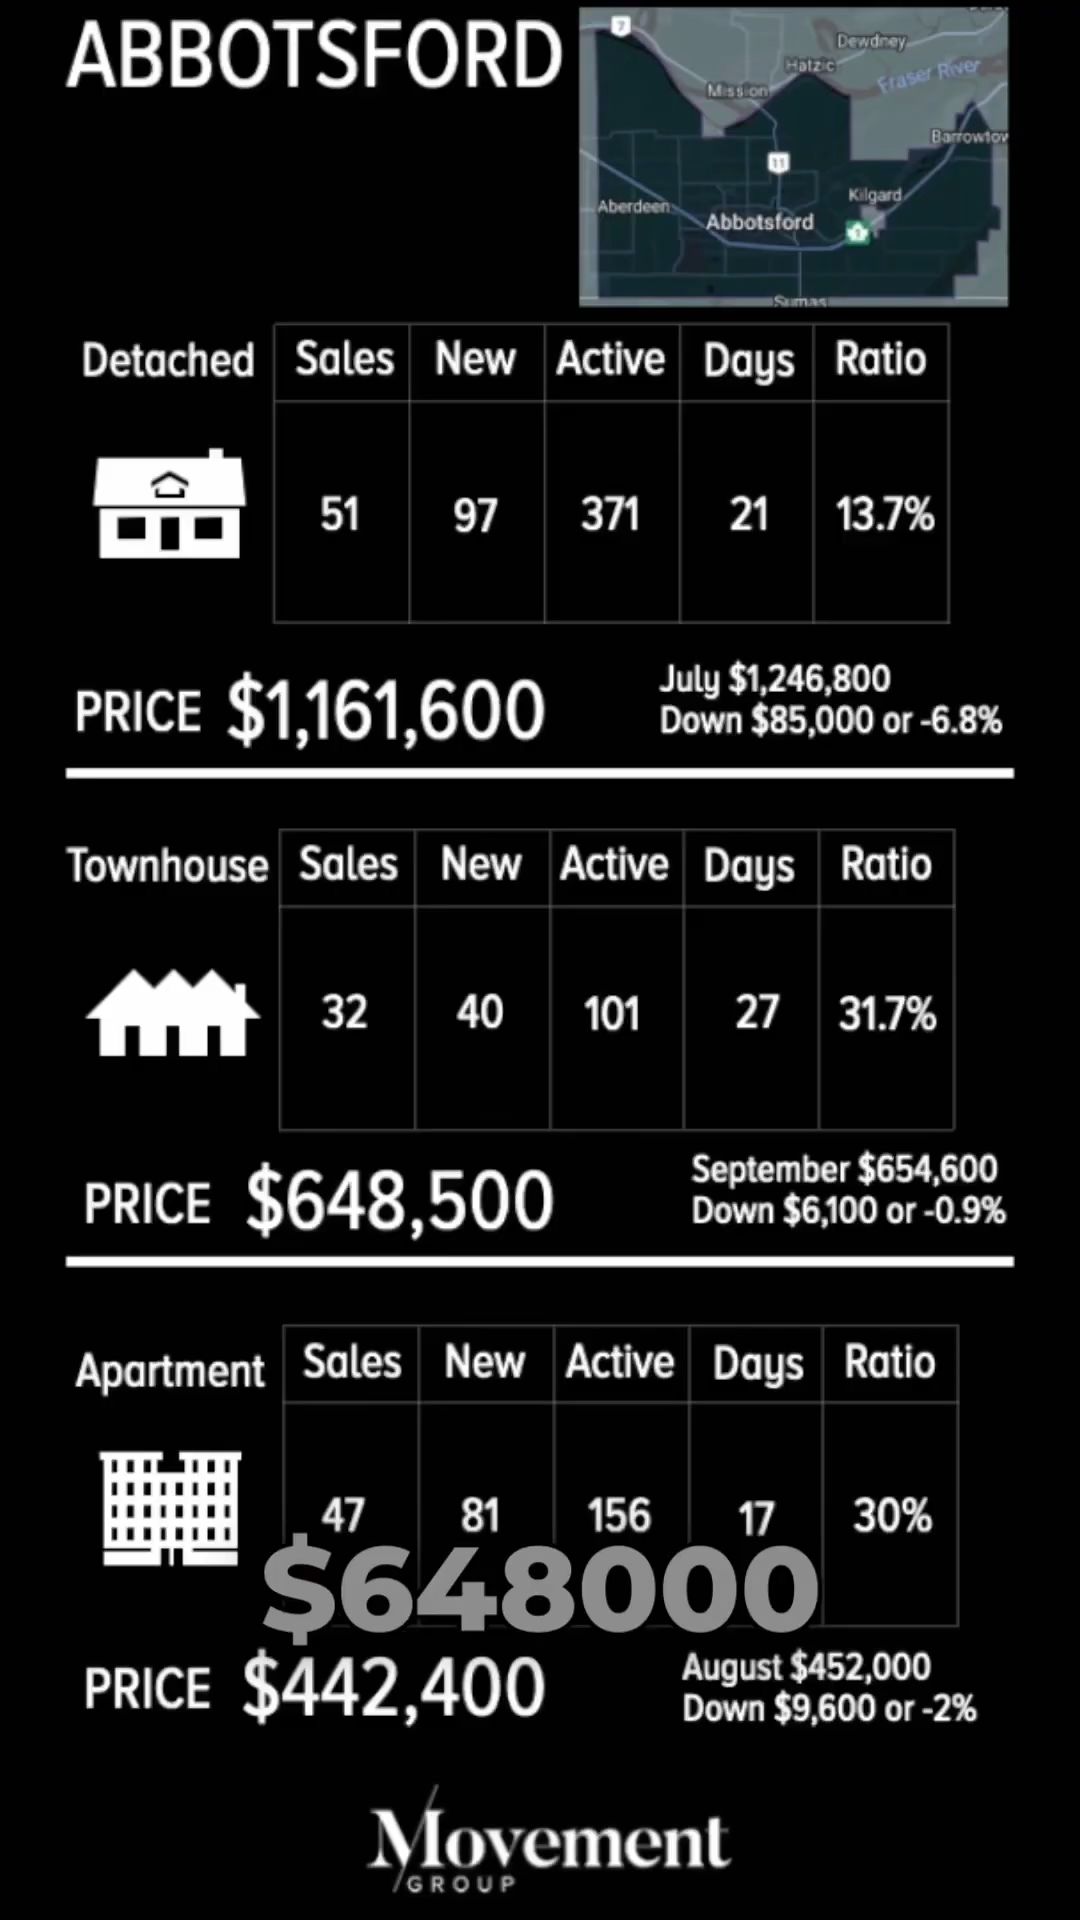 ABBOTSFORD
7
Dewdney
Hatzic
Fraser River
Mission
Barrowtow
11
Kilgard
Aberdeen
Abbotsford
1
Sumas
Detached Sales New Active Days Ratio
51 97 371 21 13.7%
PRICE $1,161,600
July $1,246,800
Down $85,000 or -6.8%
Townhouse Sales New Active Days Ratio
32 40 101 27 31.7%
PRICE $648,500
September $654,600
Down $6,100 or -0.9%
Apartment Sales New Active Days Ratio
47 81 156 17 30%
$648000
PRICE $442,400
August $452,000
Down $9,600 or -2%
Movement
GROUP